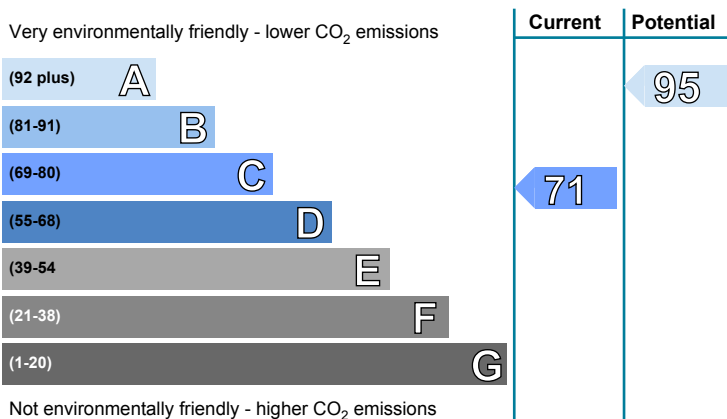 Very environmentally friendly - lower CO2 emissions
Current
Potential
(92 plus) A
95
(81-91) B
(69-80) C
71
(55-68) D
(39-54 E
(21-38) F
(1-20) G
Not environmentally friendly - higher CO2 emissions